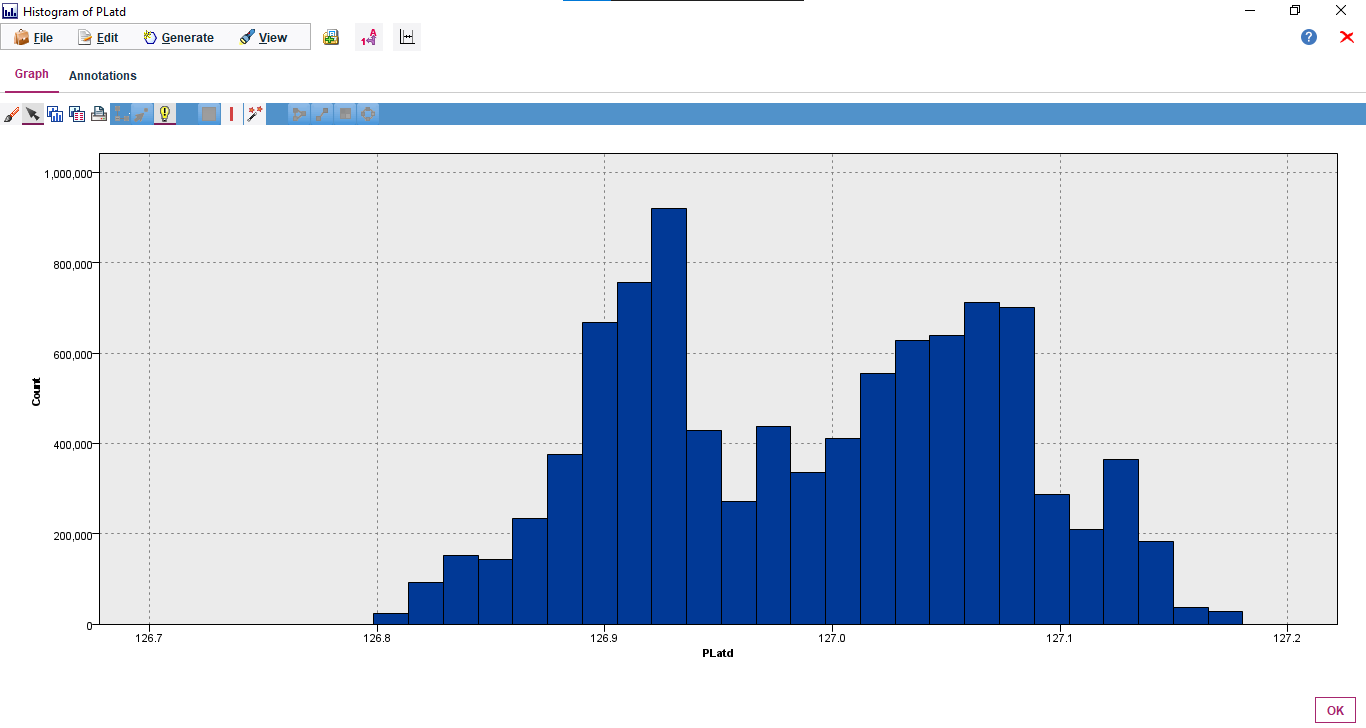 Histogram of PLatd
File Edit Generate View
Graph Annotations
1,000,000
800,000
600,000
400,000
200,000
0
Count
126.7 126.8 126.9 127.0 127.1 127.2
PLatd
OK